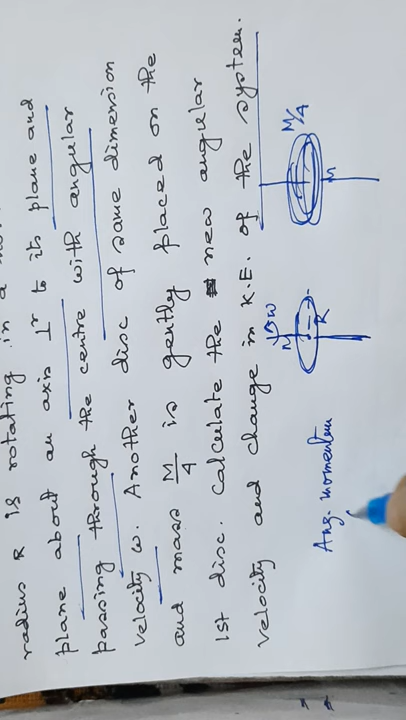 radius R is rotating in a
plane about an axis ⊥r to its plane and
passing through the centre with angular
velocity ω. Another disc of same dimension
and mass M/4 is gently placed on the
1st disc. Calculate the new angular
velocity and change in K.E. of the system.
ω
M
R
M/4
M
Ang. momentum